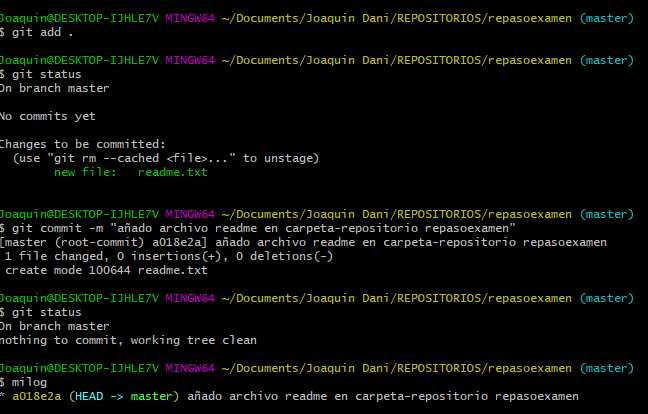 Joaquin@DESKTOP-IJHLE7V MINGW64 ~/Documents/Joaquin Dani/REPOSITORIOS/repasoexamen (master)
$ git add .
Joaquin@DESKTOP-IJHLE7V MINGW64 ~/Documents/Joaquin Dani/REPOSITORIOS/repasoexamen (master)
$ git status
On branch master
No commits yet
Changes to be committed:
  (use "git rm --cached <file>..." to unstage)
        new file:   readme.txt
Joaquin@DESKTOP-IJHLE7V MINGW64 ~/Documents/Joaquin Dani/REPOSITORIOS/repasoexamen (master)
$ git commit -m "añado archivo readme en carpeta-repositorio repasoexamen"
[master (root-commit) a018e2a] añado archivo readme en carpeta-repositorio repasoexamen
 1 file changed, 0 insertions(+), 0 deletions(-)
 create mode 100644 readme.txt
Joaquin@DESKTOP-IJHLE7V MINGW64 ~/Documents/Joaquin Dani/REPOSITORIOS/repasoexamen (master)
$ git status
On branch master
nothing to commit, working tree clean
Joaquin@DESKTOP-IJHLE7V MINGW64 ~/Documents/Joaquin Dani/REPOSITORIOS/repasoexamen (master)
$ milog
* a018e2a (HEAD -> master) añado archivo readme en carpeta-repositorio repasoexamen